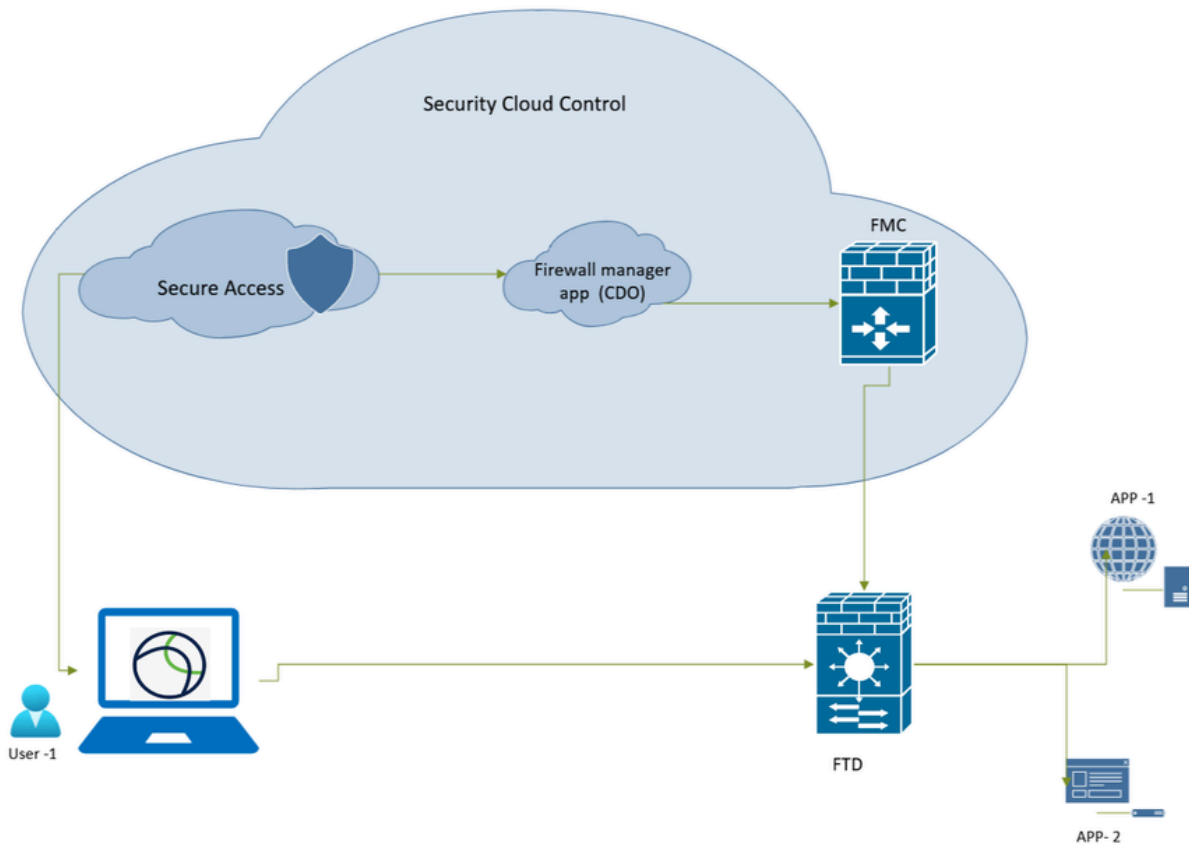 Security Cloud Control
FMC
Secure Access
Firewall manager
app (CDO)
APP -1
User -1
FTD
APP- 2